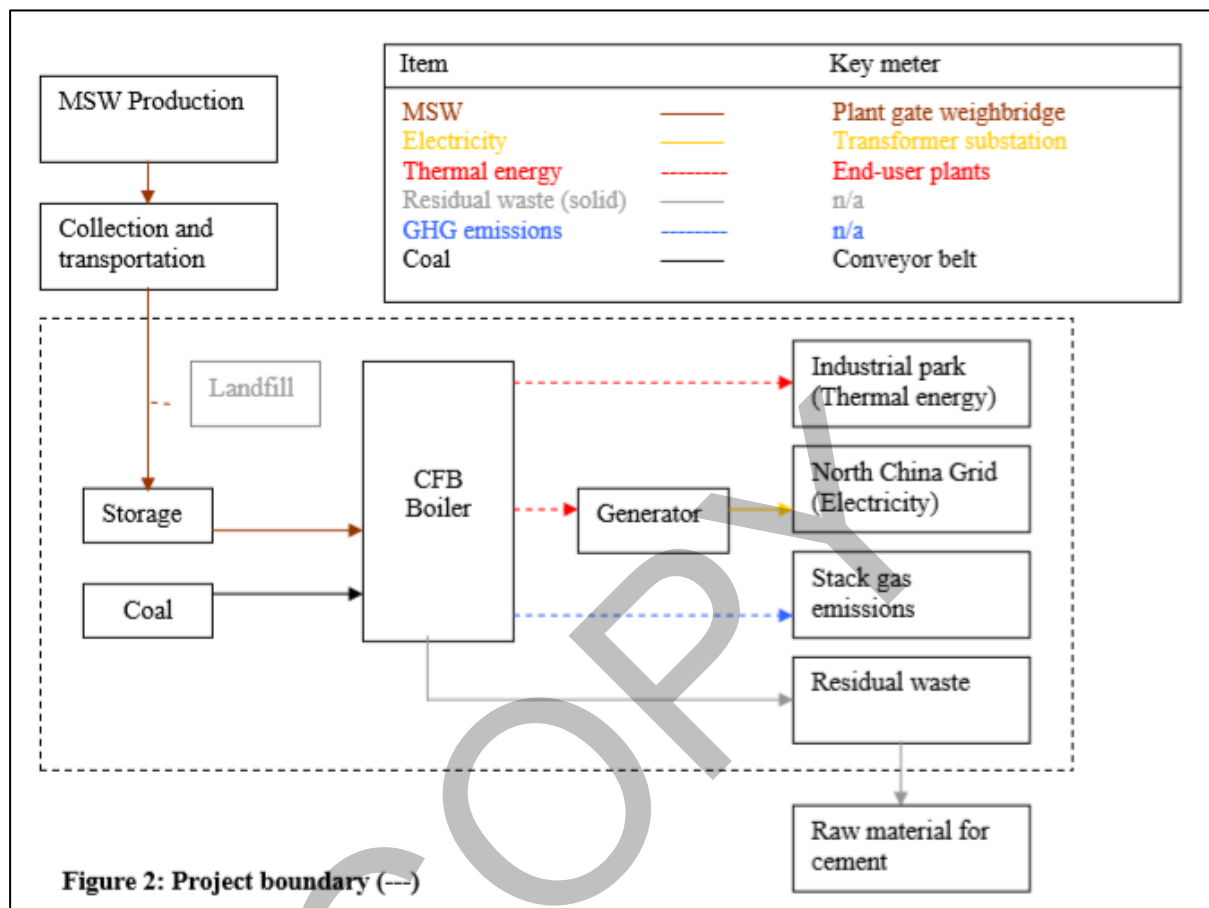 MSW Production
Collection and
transportation
Item Key meter
MSW Plant gate weighbridge
Electricity Transformer substation
Thermal energy End-user plants
Residual waste (solid) n/a
GHG emissions n/a
Coal Conveyor belt
Landfill
Storage
Coal
CFB
Boiler
Generator
Industrial park
(Thermal energy)
North China Grid
(Electricity)
Stack gas
emissions
Residual waste
Raw material for
cement
Figure 2: Project boundary (---)
COPY